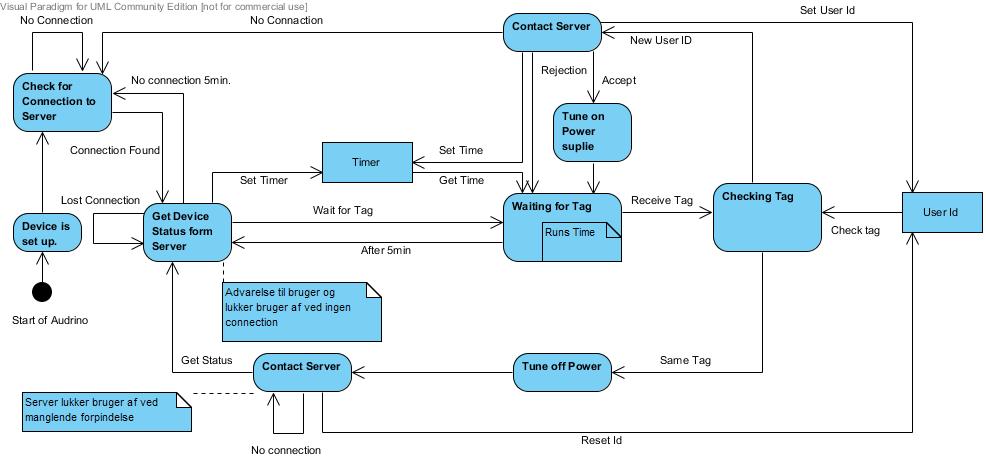 Visual Paradigm for UML Community Edition [not for commercial use]
No Connection
No Connaction
Contact Server
Set User Id
New User ID
Rejection
Accept
Check for
Connection to
Server
No connection 5min.
Tune on
Power
suplie
Connection Found
Set Timer
Timer
Set Time
Get Time
Lost Connection
Device is
set up.
Get Device
Status form
Server
Wait for Tag
After 5min
Waiting for Tag
Runs Time
Receive Tag
Checking Tag
Check tag
User Id
Start of Audrino
Advarelse til bruger og
lukker bruger af ved ingen
connection
Get Status
Contact Server
Tune off Power
Same Tag
Server lukker bruger af ved
manglende forpindelse
No connection
Reset Id